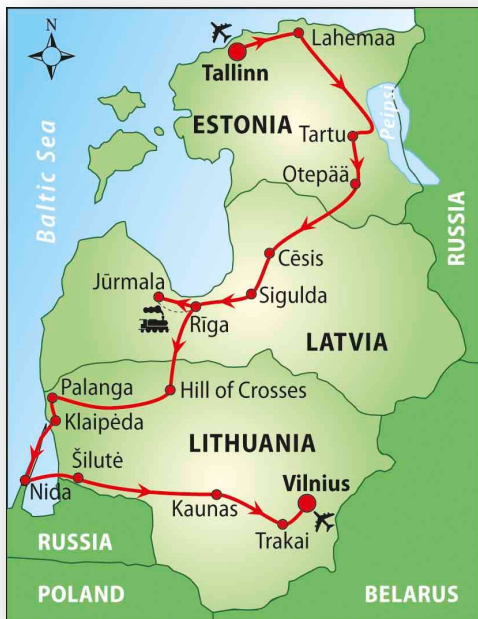 N
Lahemaa
Tallinn
ESTONIA
Peipsi
Tartu
Otepää
Baltic Sea
RUSSIA
Cēsis
Jūrmala
Sigulda
Rīga
LATVIA
Palanga
Hill of Crosses
Klaipėda
LITHUANIA
Šilutė
Vilnius
Nida
Kaunas
Trakai
RUSSIA
POLAND
BELARUS